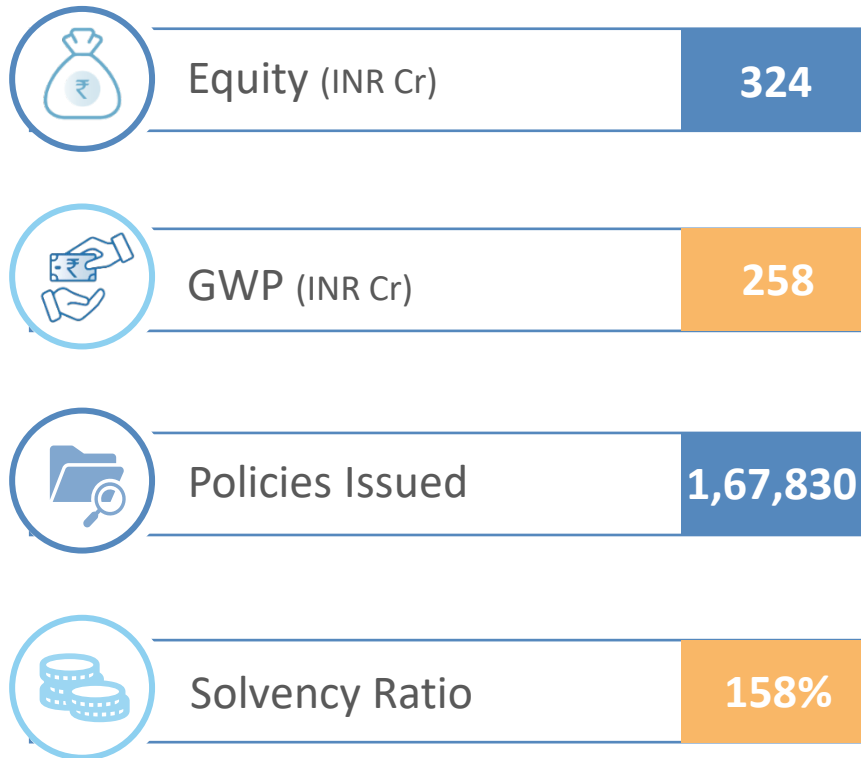 ₹
Equity (INR Cr) 324
₹
GWP (INR Cr) 258
Policies Issued 1,67,830
Solvency Ratio 158%